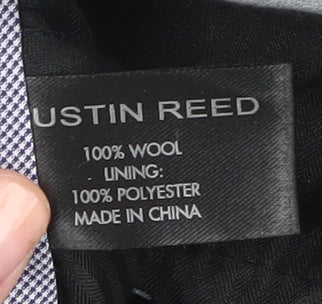 USTIN REED
100% WOOL
LINING:
100% POLYESTER
MADE IN CHINA